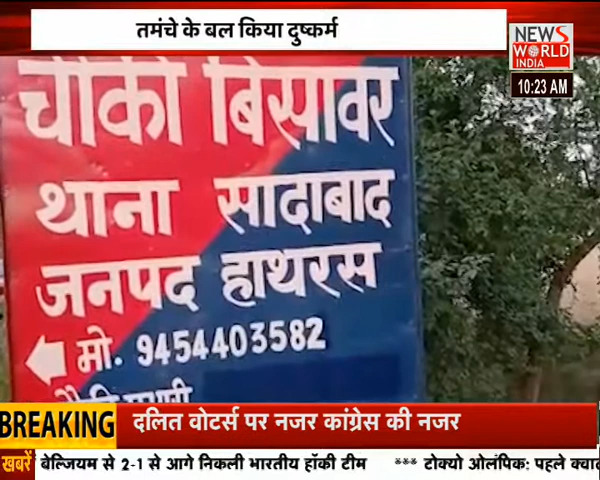 तमंचे के बल किया दुष्कर्म
NEWS
WORLD
INDIA
10:23 AM
चौकी बिसावर
थाना सादाबाद
जनपद हाथरस
मो. 9454403582
BREAKING
दलित वोटर्स पर नजर कांग्रेस की नजर
खबरें बेल्जियम से 2-1 से आगे निकली भारतीय हॉकी टीम *** टोक्यो ओलंपिक: पहले